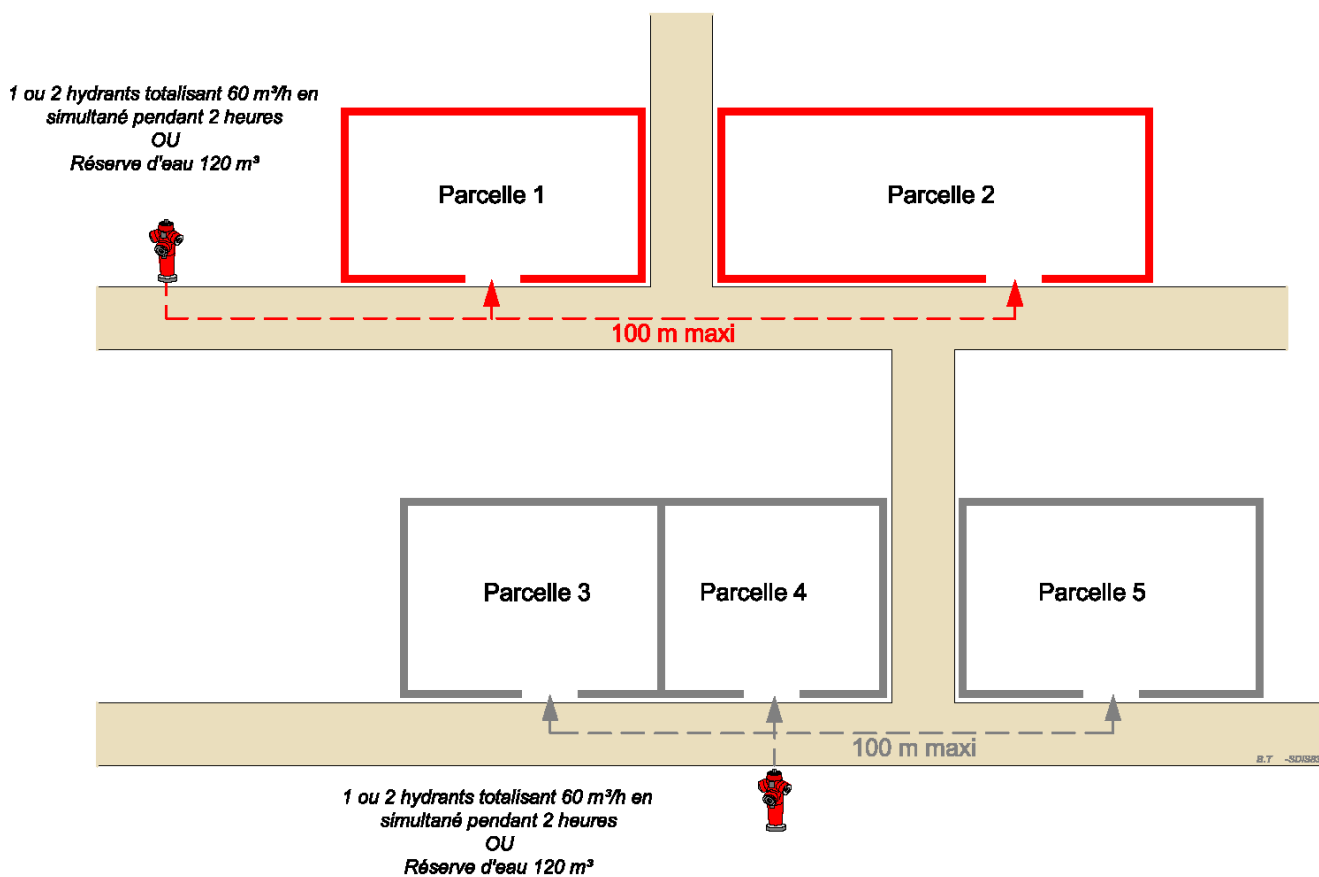 1 ou 2 hydrants totalisant 60 m³/h en
simultané pendant 2 heures
OU
Réserve d'eau 120 m³
Parcelle 1
Parcelle 2
100 m maxi
Parcelle 3
Parcelle 4
Parcelle 5
100 m maxi
B.T -SDIS83
1 ou 2 hydrants totalisant 60 m³/h en
simultané pendant 2 heures
OU
Réserve d'eau 120 m³